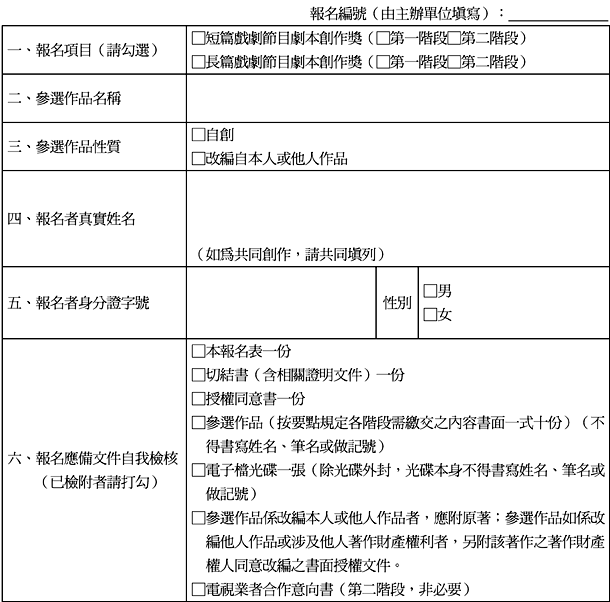 報名編號（由主辦單位填寫）：
一、報名項目（請勾選）
□短篇戲劇節目劇本創作獎（□第一階段□第二階段）
□長篇戲劇節目劇本創作獎（□第一階段□第二階段）
二、參選作品名稱
三、參選作品性質
□自創
□改編自本人或他人作品
四、報名者真實姓名
（如為共同創作，請共同填列）
五、報名者身分證字號
性別
□男
□女
六、報名應備文件自我檢核
（已檢附者請打勾）
□本報名表一份
□切結書（含相關證明文件）一份
□授權同意書一份
□參選作品（按要點規定各階段需繳交之內容書面一式十份）（不
得書寫姓名、筆名或做記號）
□電子檔光碟一張（除光碟外封，光碟本身不得書寫姓名、筆名或
做記號）
□參選作品係改編本人或他人作品者，應附原著；參選作品如係改
編他人作品或涉及他人著作財產權利者，另附該著作之著作財產
權人同意改編之書面授權文件。
□電視業者合作意向書（第二階段，非必要）